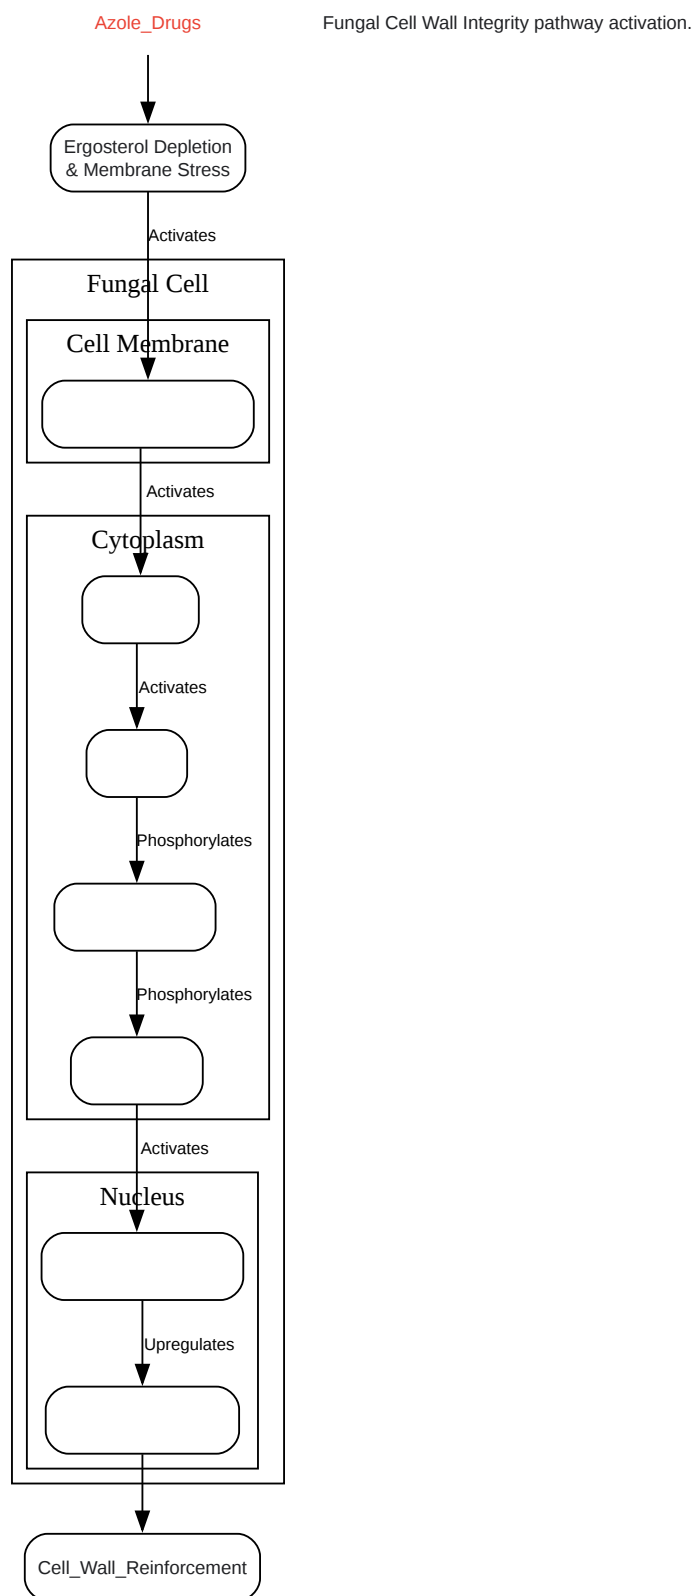 Azole_Drugs
Fungal Cell Wall Integrity pathway activation.
Ergosterol Depletion
& Membrane Stress
Activates
Fungal Cell
Cell Membrane
Activates
Cytoplasm
Activates
Phosphorylates
Phosphorylates
Activates
Nucleus
Upregulates
Cell_Wall_Reinforcement